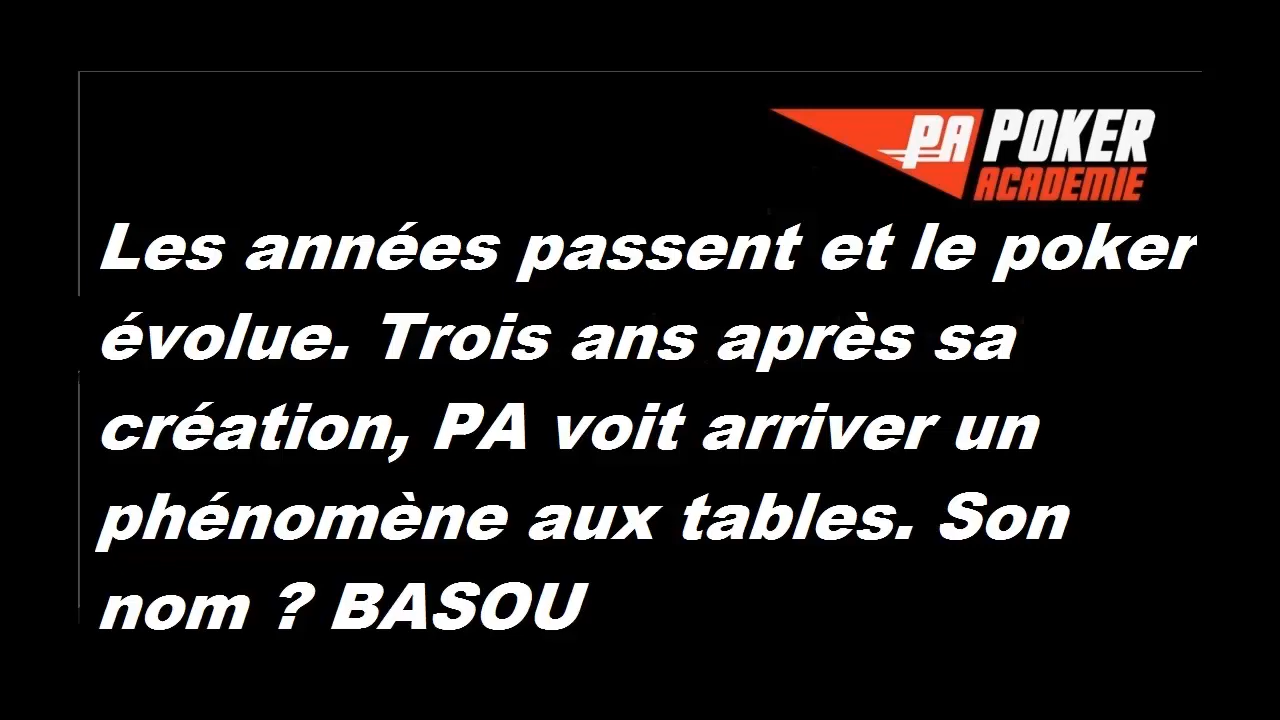 PA POKER
ACADEMIE
Les années passent et le poker
évolue. Trois ans après sa
création, PA voit arriver un
phénomène aux tables. Son
nom ? BASOU